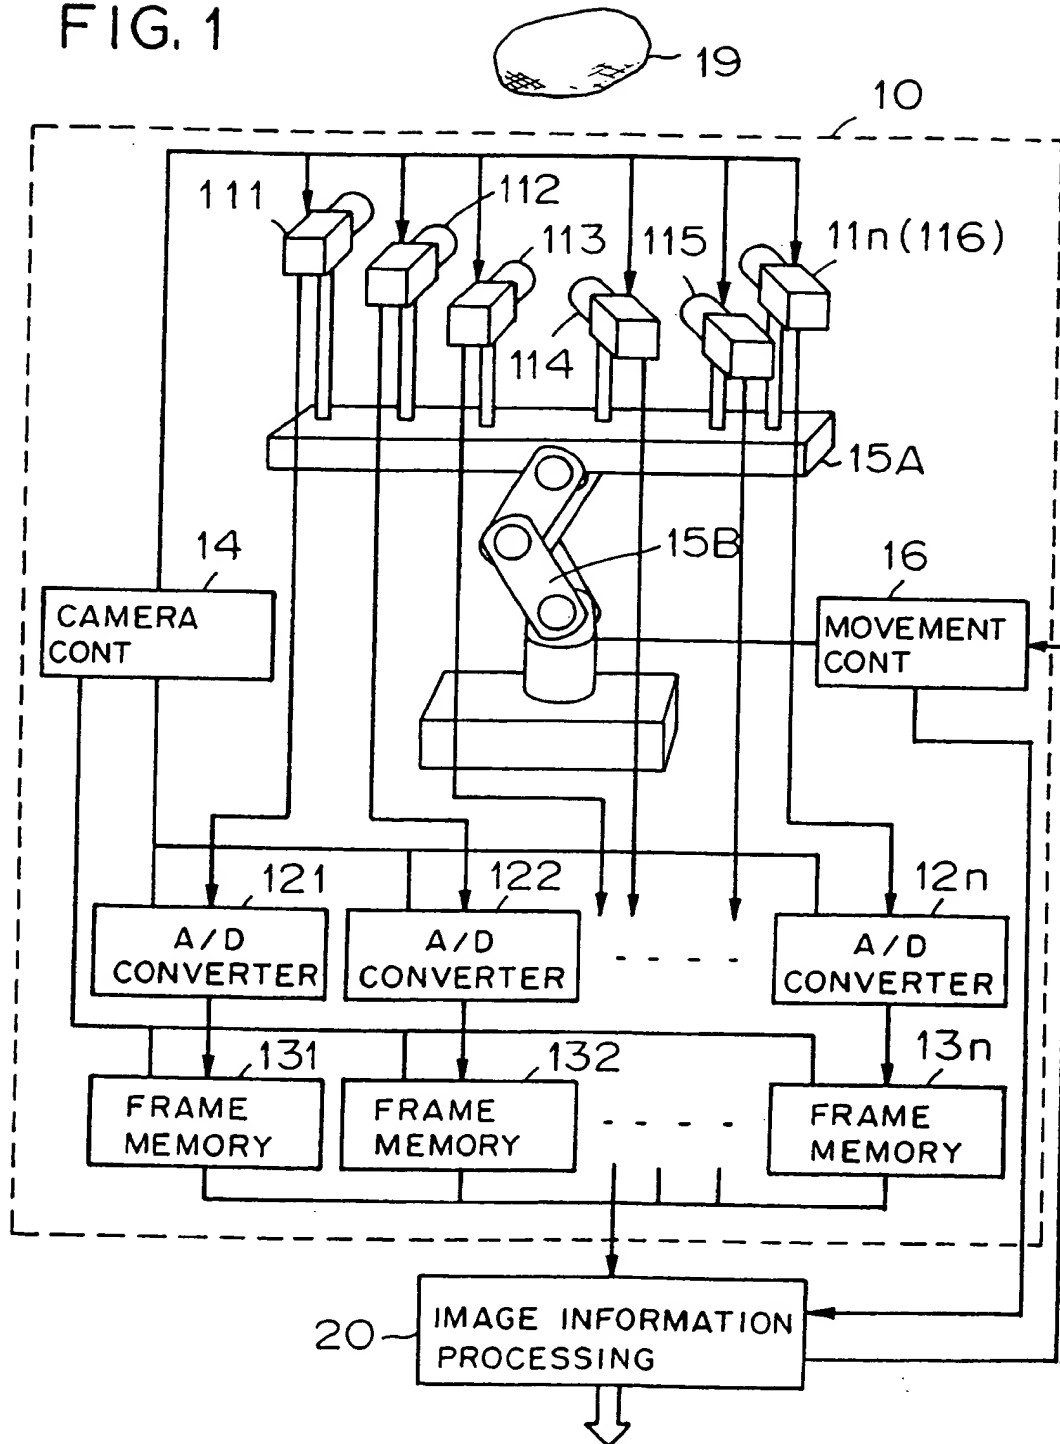 FIG. 1
19
10
111
112
113
114
115
11n(116)
15A
15B
14
CAMERA
CONT
16
MOVEMENT
CONT
121
A/D
CONVERTER
122
A/D
CONVERTER
- - - -
12n
A/D
CONVERTER
131
FRAME
MEMORY
132
FRAME
MEMORY
- - - -
13n
FRAME
MEMORY
20
IMAGE INFORMATION
PROCESSING